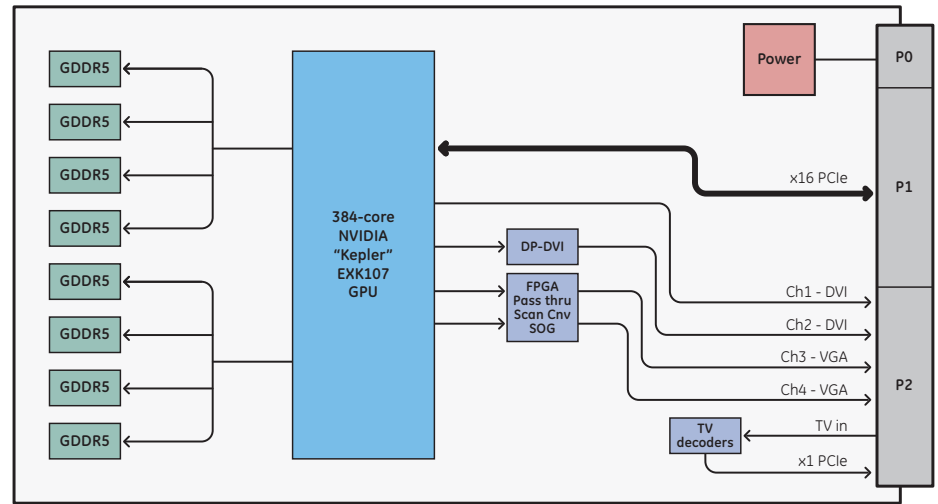 GDDR5
GDDR5
GDDR5
GDDR5
GDDR5
GDDR5
GDDR5
GDDR5
384-core
NVIDIA
“Kepler”
EXK107
GPU
DP-DVI
FPGA
Pass thru
Scan Cnv
SOG
Power
TV
decoders
x16 PCIe
Ch1 - DVI
Ch2 - DVI
Ch3 - VGA
Ch4 - VGA
TV in
x1 PCIe
P0
P1
P2